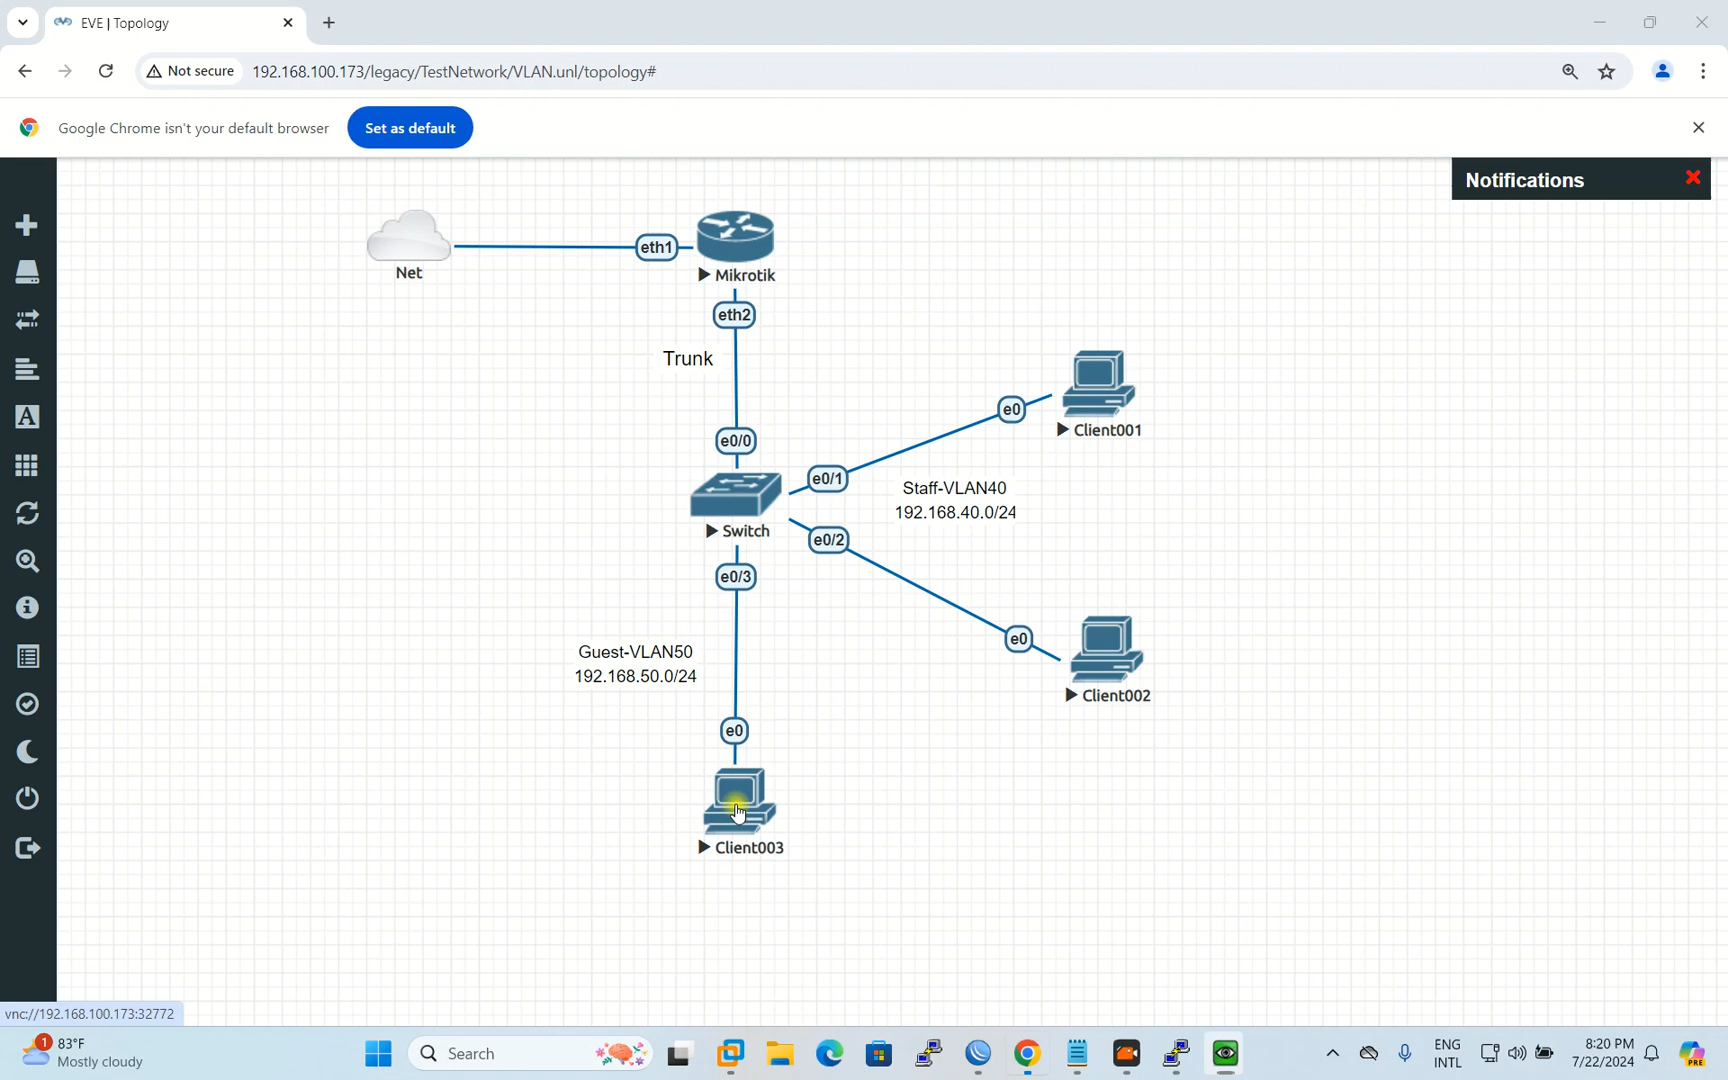 EVE | Topology
Not secure
192.168.100.173/legacy/TestNetwork/VLAN.unl/topology#
Google Chrome isn't your default browser
Set as default
Notifications
Net
eth1
Mikrotik
eth2
Trunk
e0/0
Switch
e0/1
e0
Client001
Staff-VLAN40
192.168.40.0/24
e0/2
e0
Client002
e0/3
Guest-VLAN50
192.168.50.0/24
e0
Client003
A
vnc://192.168.100.173:32772
1
83°F
Mostly cloudy
Search
ENG
INTL
8:20 PM
7/22/2024
PRE